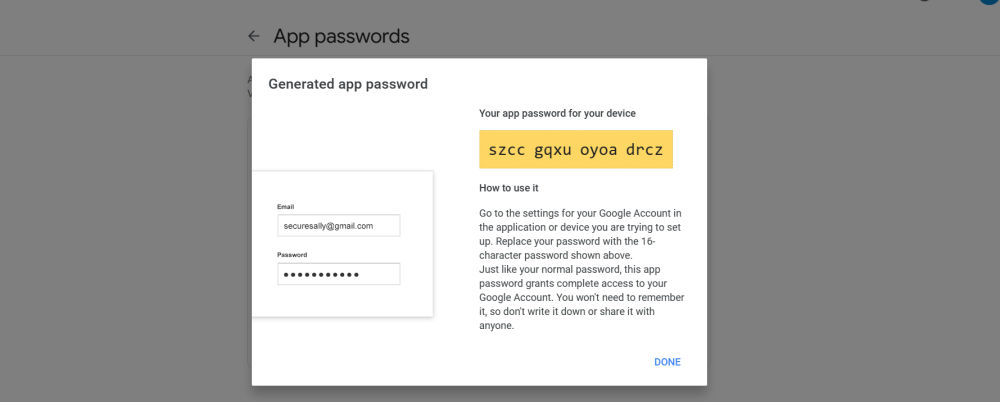 App passwords
Generated app password
Your app password for your device
szcc gqxu oyoa drcz
How to use it
Go to the settings for your Google Account in
the application or device you are trying to set
up. Replace your password with the 16-
character password shown above.
Just like your normal password, this app
password grants complete access to your
Google Account. You won't need to remember
it, so don't write it down or share it with
anyone.
Email
securesally@gmail.com
Password
DONE